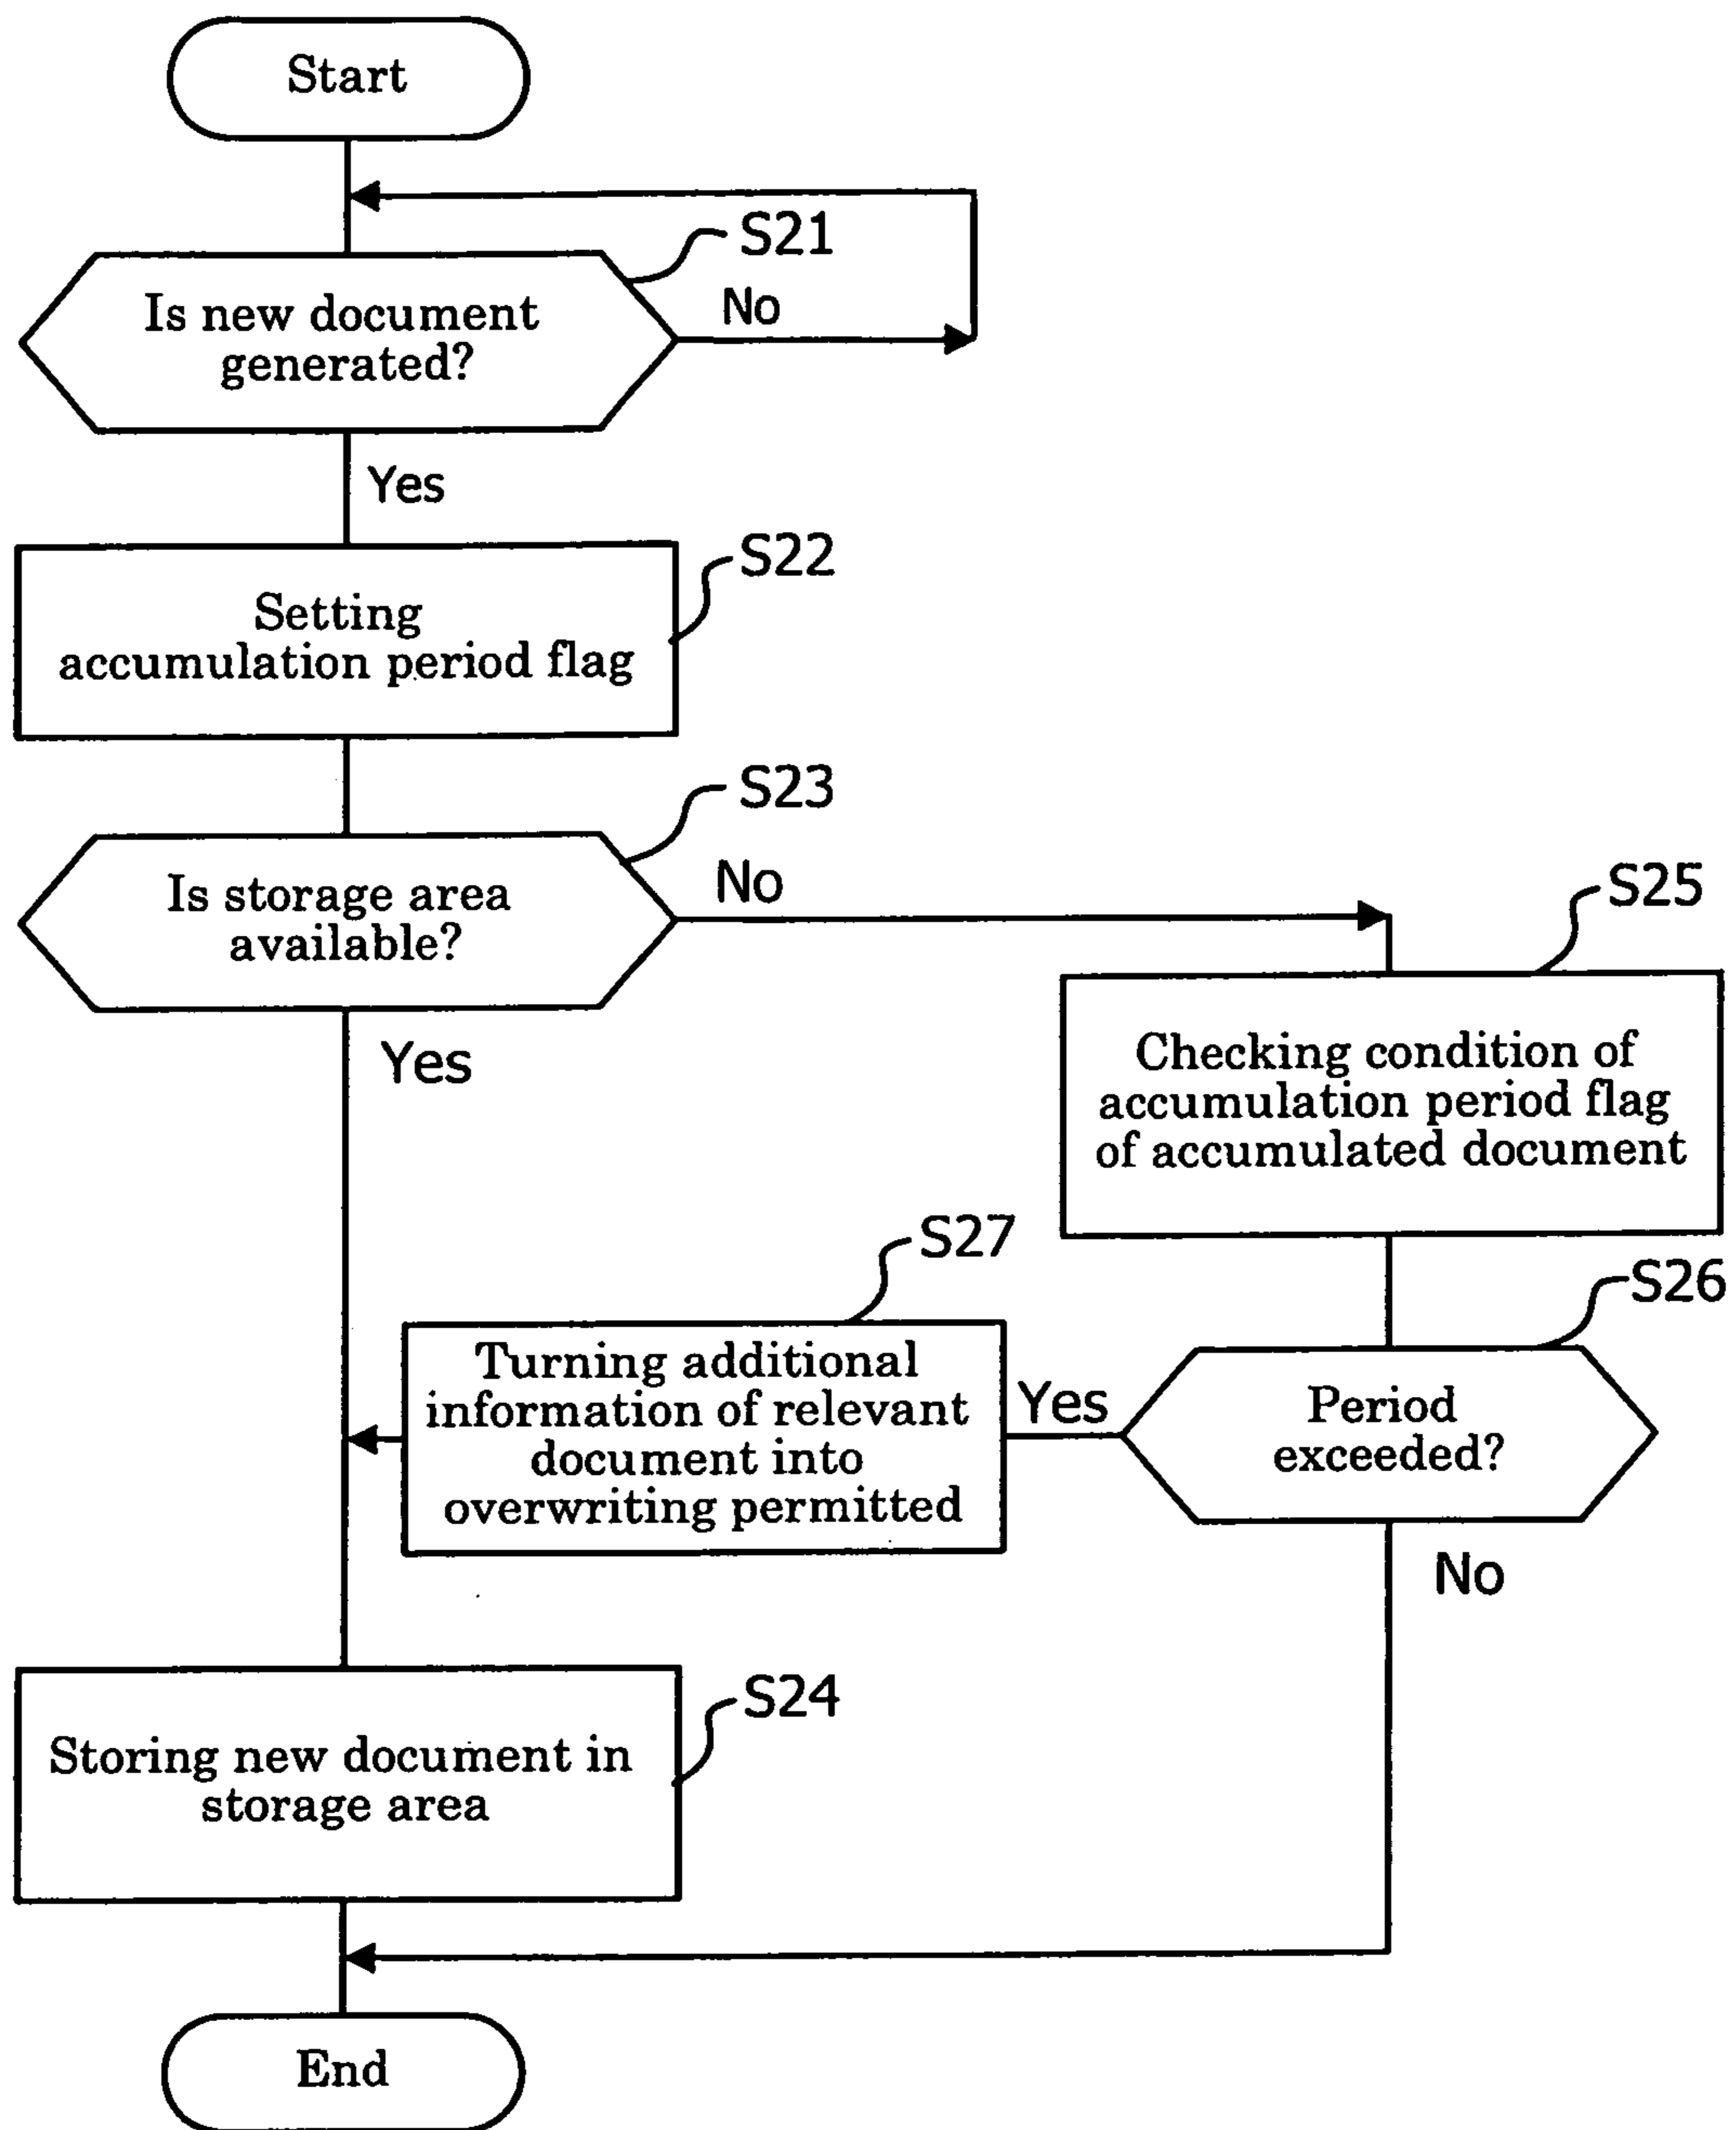 Start
S21
Is new document
generated?
No
Yes
S22
Setting
accumulation period flag
S23
Is storage area
available?
No
Yes
S25
Checking condition of
accumulation period flag
of accumulated document
S27
S26
Turning additional
information of relevant
document into
overwriting permitted
Yes
Period
exceeded?
No
S24
Storing new document in
storage area
End